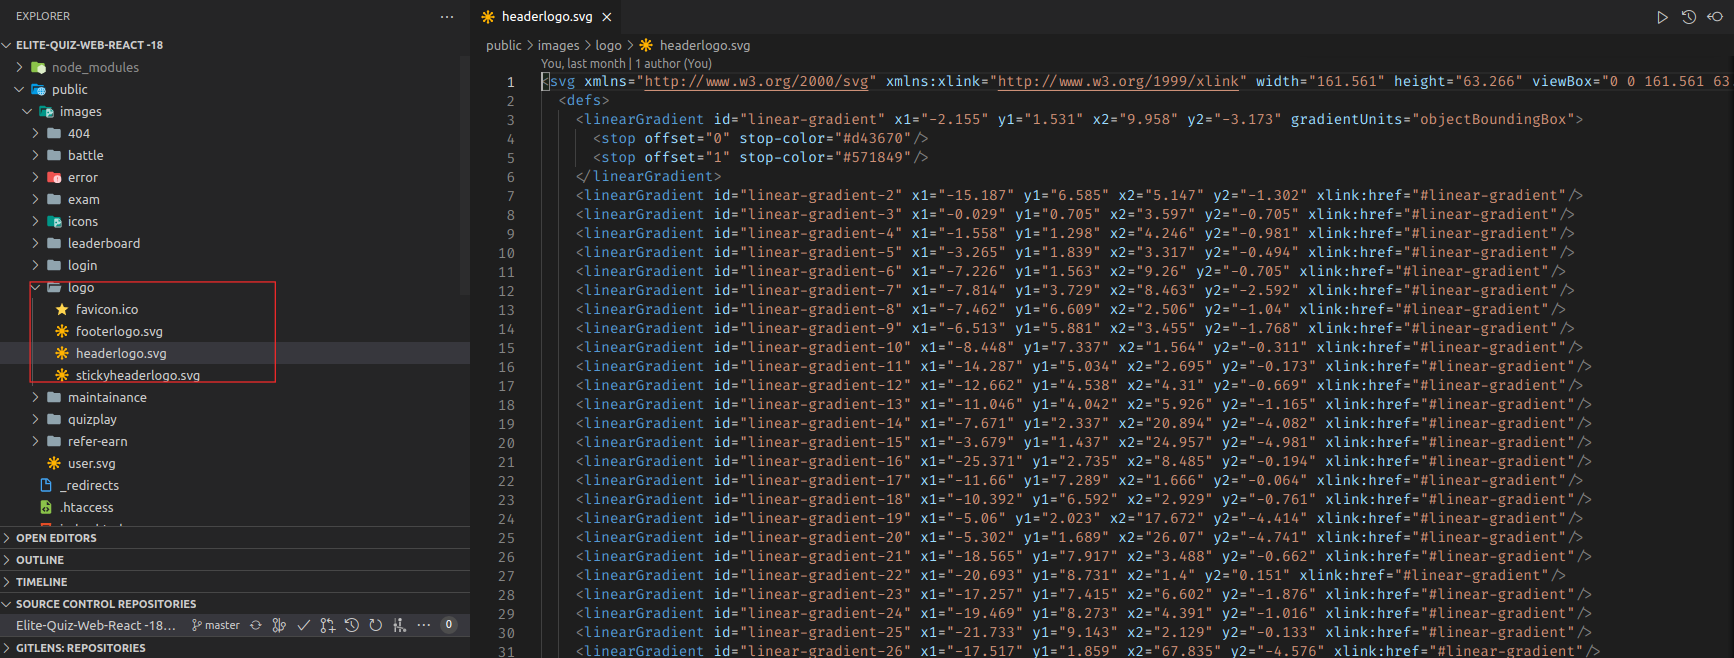 EXPLORER
ELITE-QUIZ-WEB-REACT -18
node_modules
public
images
404
battle
error
exam
icons
leaderboard
login
logo
favicon.ico
footerlogo.svg
headerlogo.svg
stickyheaderlogo.svg
maintainance
quizplay
refer-earn
user.svg
_redirects
.htaccess
OPEN EDITORS
OUTLINE
TIMELINE
SOURCE CONTROL REPOSITORIES
Elite-Quiz-Web-React -18... master 0
GITLENS: REPOSITORIES
headerlogo.svg
public > images > logo > headerlogo.svg
You, last month | 1 author (You)
1 <svg xmlns="http://www.w3.org/2000/svg" xmlns:xlink="http://www.w3.org/1999/xlink" width="161.561" height="63.266" viewBox="0 0 161.561 63
2 <defs>
3 <linearGradient id="linear-gradient" x1="-2.155" y1="1.531" x2="9.958" y2="-3.173" gradientUnits="objectBoundingBox">
4 <stop offset="0" stop-color="#d43670"/>
5 <stop offset="1" stop-color="#571849"/>
6 </linearGradient>
7 <linearGradient id="linear-gradient-2" x1="-15.187" y1="6.585" x2="5.147" y2="-1.302" xlink:href="#linear-gradient"/>
8 <linearGradient id="linear-gradient-3" x1="-0.029" y1="0.705" x2="3.597" y2="-0.705" xlink:href="#linear-gradient"/>
9 <linearGradient id="linear-gradient-4" x1="-1.558" y1="1.298" x2="4.246" y2="-0.981" xlink:href="#linear-gradient"/>
10 <linearGradient id="linear-gradient-5" x1="-3.265" y1="1.839" x2="3.317" y2="-0.494" xlink:href="#linear-gradient"/>
11 <linearGradient id="linear-gradient-6" x1="-7.226" y1="1.563" x2="9.26" y2="-0.705" xlink:href="#linear-gradient"/>
12 <linearGradient id="linear-gradient-7" x1="-7.814" y1="3.729" x2="8.463" y2="-2.592" xlink:href="#linear-gradient"/>
13 <linearGradient id="linear-gradient-8" x1="-7.462" y1="6.609" x2="2.506" y2="-1.04" xlink:href="#linear-gradient"/>
14 <linearGradient id="linear-gradient-9" x1="-6.513" y1="5.881" x2="3.455" y2="-1.768" xlink:href="#linear-gradient"/>
15 <linearGradient id="linear-gradient-10" x1="-8.448" y1="7.337" x2="1.564" y2="-0.311" xlink:href="#linear-gradient"/>
16 <linearGradient id="linear-gradient-11" x1="-14.287" y1="5.034" x2="2.695" y2="-0.173" xlink:href="#linear-gradient"/>
17 <linearGradient id="linear-gradient-12" x1="-12.662" y1="4.538" x2="4.31" y2="-0.669" xlink:href="#linear-gradient"/>
18 <linearGradient id="linear-gradient-13" x1="-11.046" y1="4.042" x2="5.926" y2="-1.165" xlink:href="#linear-gradient"/>
19 <linearGradient id="linear-gradient-14" x1="-7.671" y1="2.337" x2="20.894" y2="-4.082" xlink:href="#linear-gradient"/>
20 <linearGradient id="linear-gradient-15" x1="-3.679" y1="1.437" x2="24.957" y2="-4.981" xlink:href="#linear-gradient"/>
21 <linearGradient id="linear-gradient-16" x1="-25.371" y1="2.735" x2="8.485" y2="-0.194" xlink:href="#linear-gradient"/>
22 <linearGradient id="linear-gradient-17" x1="-11.66" y1="7.289" x2="1.666" y2="-0.064" xlink:href="#linear-gradient"/>
23 <linearGradient id="linear-gradient-18" x1="-10.392" y1="6.592" x2="2.929" y2="-0.761" xlink:href="#linear-gradient"/>
24 <linearGradient id="linear-gradient-19" x1="-5.06" y1="2.023" x2="17.672" y2="-4.414" xlink:href="#linear-gradient"/>
25 <linearGradient id="linear-gradient-20" x1="-5.302" y1="1.689" x2="26.07" y2="-4.741" xlink:href="#linear-gradient"/>
26 <linearGradient id="linear-gradient-21" x1="-18.565" y1="7.917" x2="3.488" y2="-0.662" xlink:href="#linear-gradient"/>
27 <linearGradient id="linear-gradient-22" x1="-20.693" y1="8.731" x2="1.4" y2="0.151" xlink:href="#linear-gradient"/>
28 <linearGradient id="linear-gradient-23" x1="-17.257" y1="7.415" x2="6.602" y2="-1.876" xlink:href="#linear-gradient"/>
29 <linearGradient id="linear-gradient-24" x1="-19.469" y1="8.273" x2="4.391" y2="-1.016" xlink:href="#linear-gradient"/>
30 <linearGradient id="linear-gradient-25" x1="-21.733" y1="9.143" x2="2.129" y2="-0.133" xlink:href="#linear-gradient"/>
31 <linearGradient id="linear-gradient-26" x1="-17.517" y1="1.859" x2="67.835" y2="-4.576" xlink:href="#linear-gradient"/>